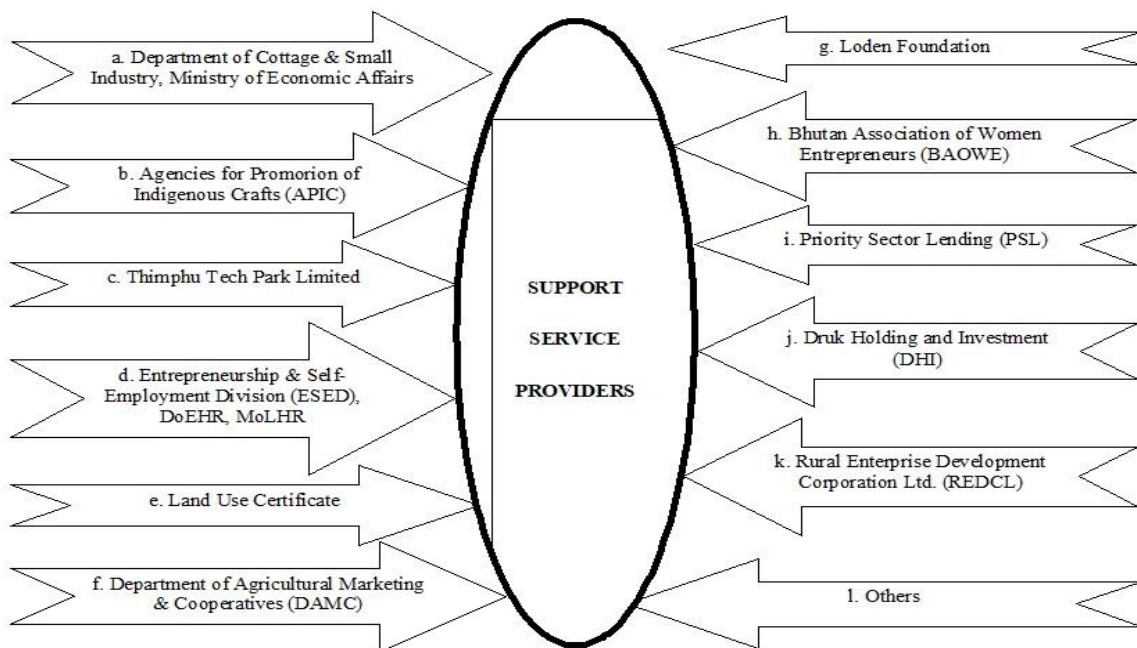 a. Department of Cottage & Small
Industry, Ministry of Economic Affairs
b. Agencies for Promorion of
Indigenous Crafts (APIC)
c. Thimphu Tech Park Limited
d. Entrepreneurship & Self-
Employment Division (ESED),
DoEHR, MoLHR
e. Land Use Certificate
f. Department of Agricultural Marketing
& Cooperatives (DAMC)
SUPPORT
SERVICE
PROVIDERS
g. Loden Foundation
h. Bhutan Association of Women
Entrepreneurs (BAOWE)
i. Priority Sector Lending (PSL)
j. Druk Holding and Investment
(DHI)
k. Rural Enterprise Development
Corporation Ltd. (REDCL)
l. Others